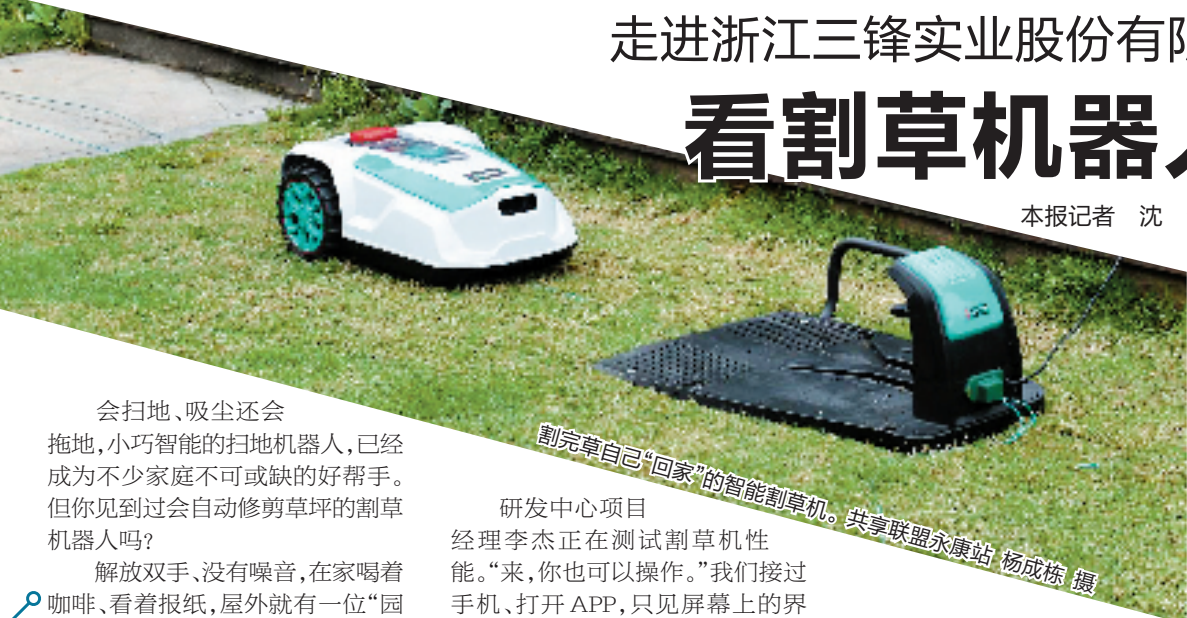 走进浙江三锋实业股份有
看割草机器
本报记者 沈
割完草自己“回家”的智能割草机。共享联盟永康站 杨成栋 摄
会扫地、吸尘还会
拖地,小巧智能的扫地机器人,已经
成为不少家庭不可或缺的好帮手。
但你见到过会自动修剪草坪的割草
机器人吗?
解放双手、没有噪音,在家喝着
咖啡、看着报纸,屋外就有一位“园
研发中心项目
经理李杰正在测试割草机性
能。“来,你也可以操作。”我们接过
手机、打开APP,只见屏幕上的界